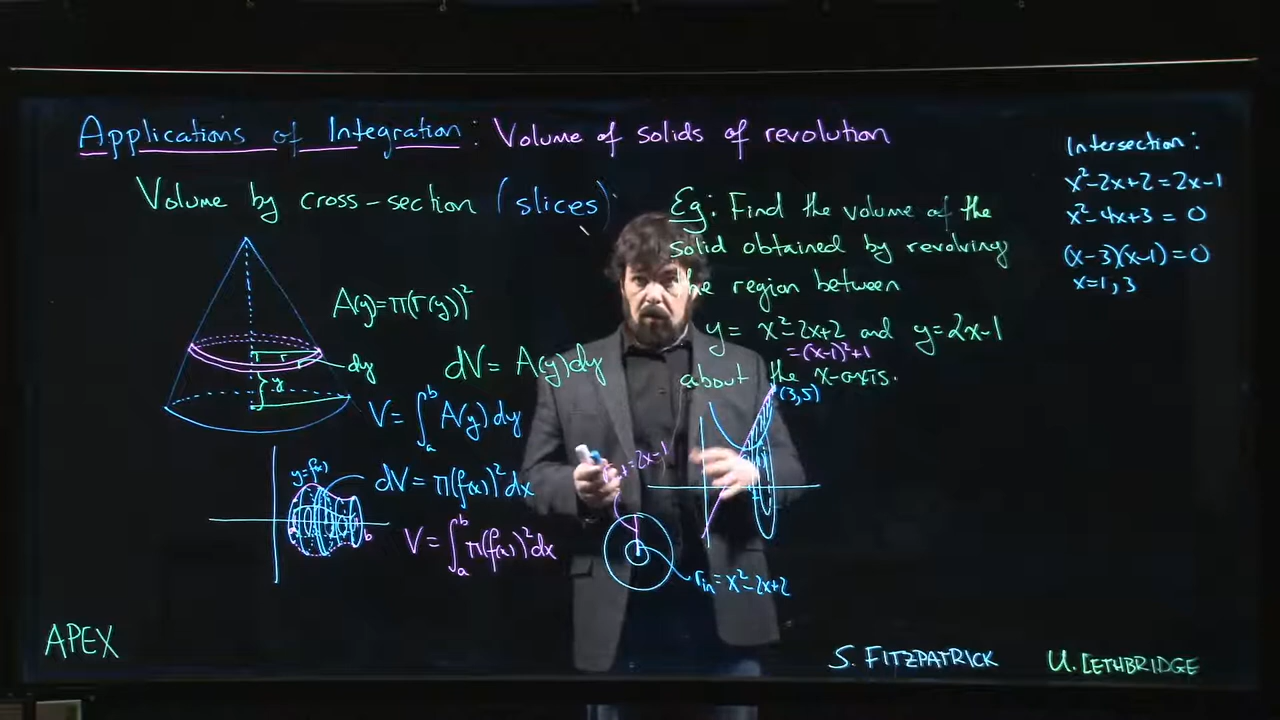 Applications of Integration: Volume of solids of revolution
Volume by cross-section (slices):
A(y)=π(r(y))²
r
dy
y
dV = A(y)dy
V = ∫ₐᵇ A(y)dy
y=f(x)
a
b
dV = π(f(x))²dx
V = ∫ₐᵇ π(f(x))²dx
Eg: Find the volume of the
solid obtained by revolving
the region between
y = x²-2x+2 and y=2x-1
=(x-1)²+1
about the x-axis.
(3,5)
=2x-1
r_in = x²-2x+2
Intersection:
x²-2x+2=2x-1
x²-4x+3 = 0
(x-3)(x-1)=0
x=1,3
APEX
S. FITZPATRICK
U. LETHBRIDGE